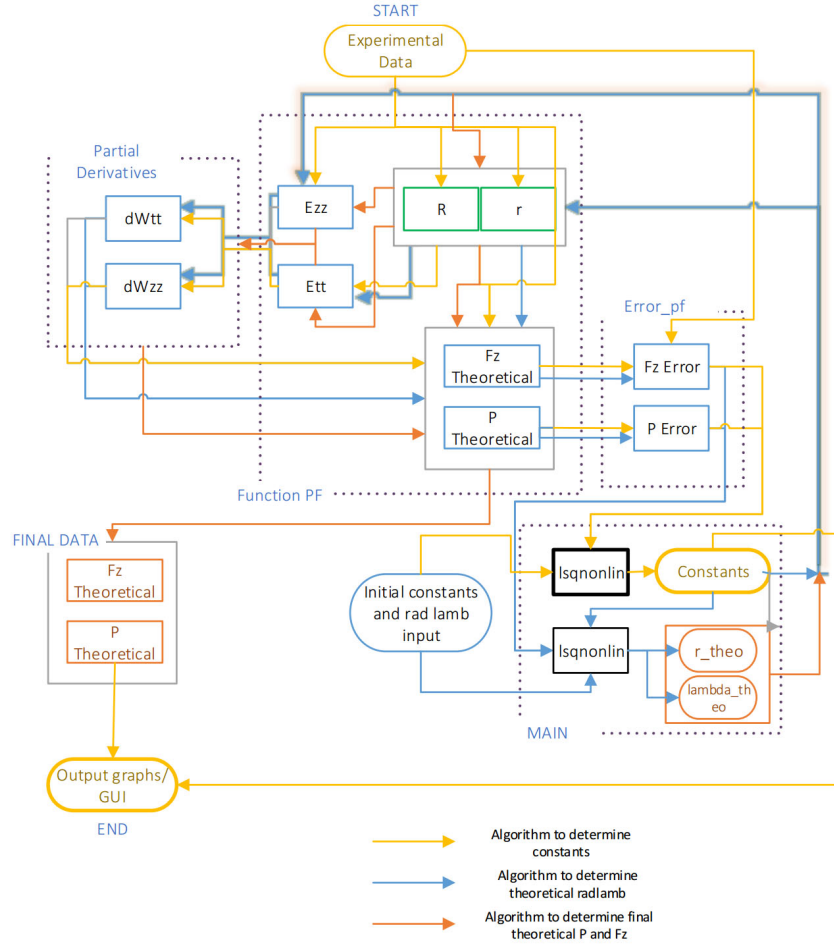 START
Experimental
Data
Partial
Derivatives
dWtt
dWzz
Ezz
Ett
R
r
Fz
Theoretical
P
Theoretical
Function PF
Error_pf
Fz Error
P Error
FINAL DATA
Fz
Theoretical
P
Theoretical
Initial constants
and rad lamb
input
lsqnonlin
Constants
lsqnonlin
r_theo
lambda_th
eo
MAIN
Output graphs/
GUI
END
Algorithm to determine
constants
Algorithm to determine
theoretical radlamb
Algorithm to determine final
theoretical P and Fz